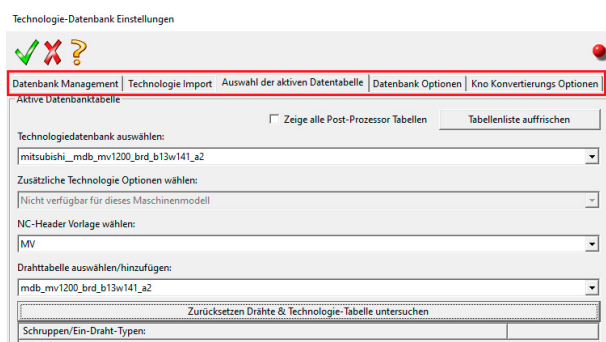 Technologie-Datenbank Einstellungen
Datenbank Management Technologie Import Auswahl der aktiven Datentabelle Datenbank Optionen Kno Konvertierungs Optionen
Aktive Datenbanktabelle
Zeige alle Post-Prozessor Tabellen Tabellenliste auffrischen
Technologiedatenbank auswählen:
mitsubishi__mdb_mv1200_brd_b13w141_a2
Zusätzliche Technologie Optionen wählen:
Nicht verfügbar für dieses Maschinenmodell
NC-Header Vorlage wählen:
MV
Drahttabelle auswählen/hinzufügen:
mdb_mv1200_brd_b13w141_a2
Zurücksetzen Drähte & Technologie-Tabelle untersuchen
Schruppen/Ein-Draht-Typen: